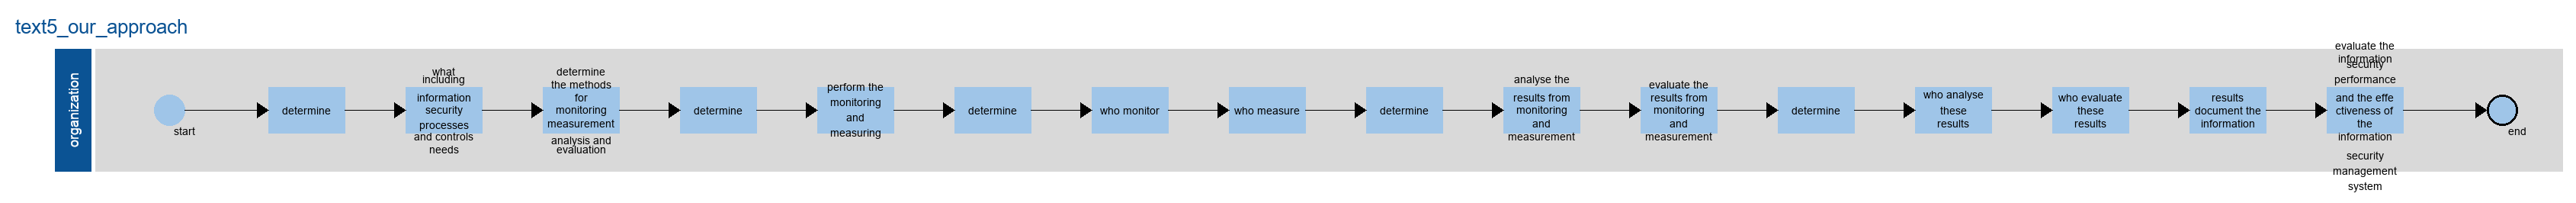 text5_our_approach
organization
start
determine
what
including
information
security
processes
and controls
needs
determine
the methods
for
monitoring
measurement
analysis and
evaluation
determine
perform the
monitoring
and
measuring
determine
who monitor
who measure
determine
analyse the
results from
monitoring
and
measurement
evaluate the
results from
monitoring
and
measurement
determine
who analyse
these
results
who evaluate
these
results
results
document the
information
evaluate the
information
security
performance
and the effe
ctiveness of
the
information
security
management
system
end